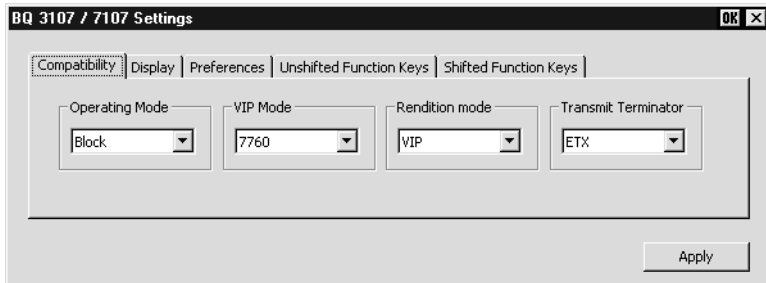 BQ 3107 / 7107 Settings OK ×
Compatibility Display Preferences Unshifted Function Keys Shifted Function Keys
Operating Mode VIP Mode Rendition mode Transmit Terminator
Block 7760 VIP ETX
Apply